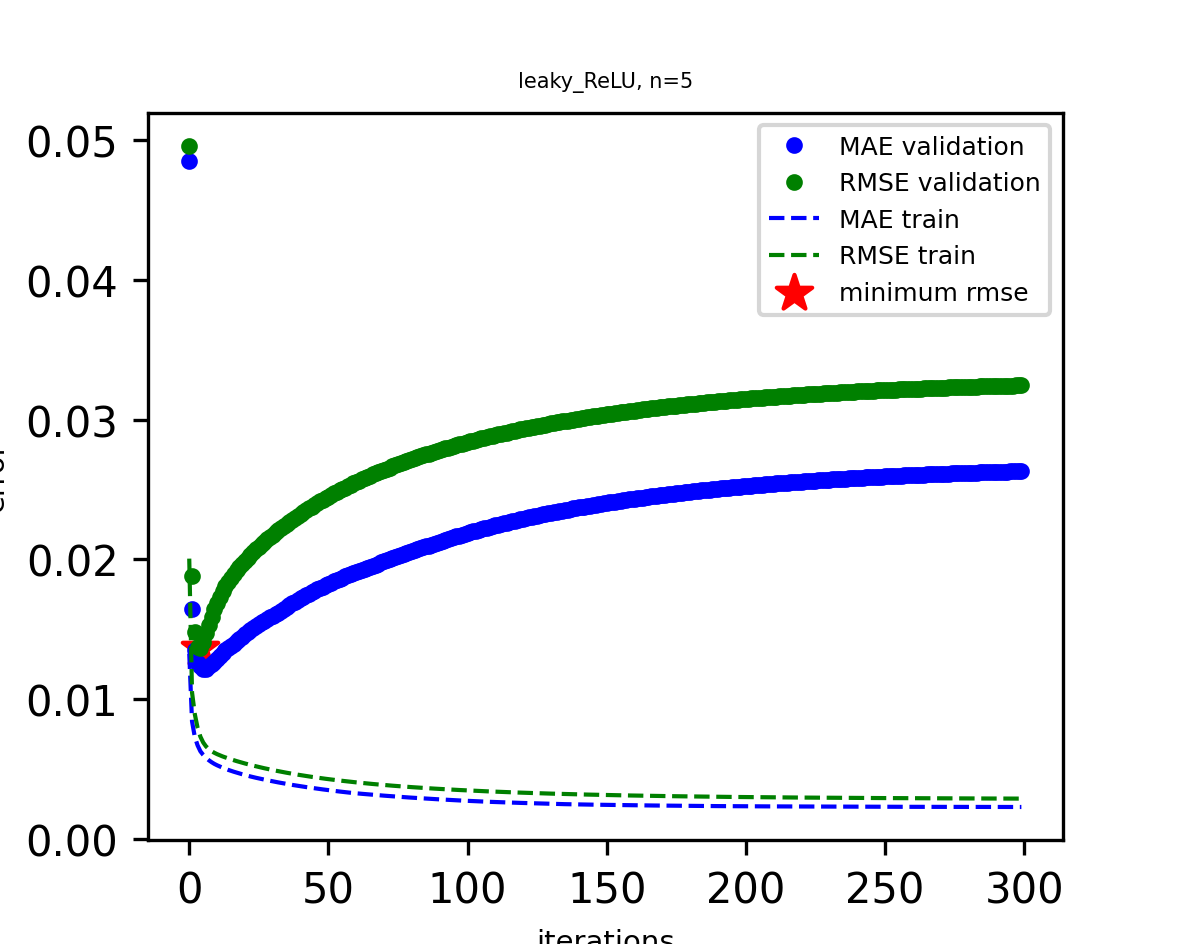 leaky_ReLU, n=5
0.05
0.04
0.03
0.02
0.01
0.00
MAE validation
RMSE validation
MAE train
RMSE train
minimum rmse
0 50 100 150 200 250 300
iterations